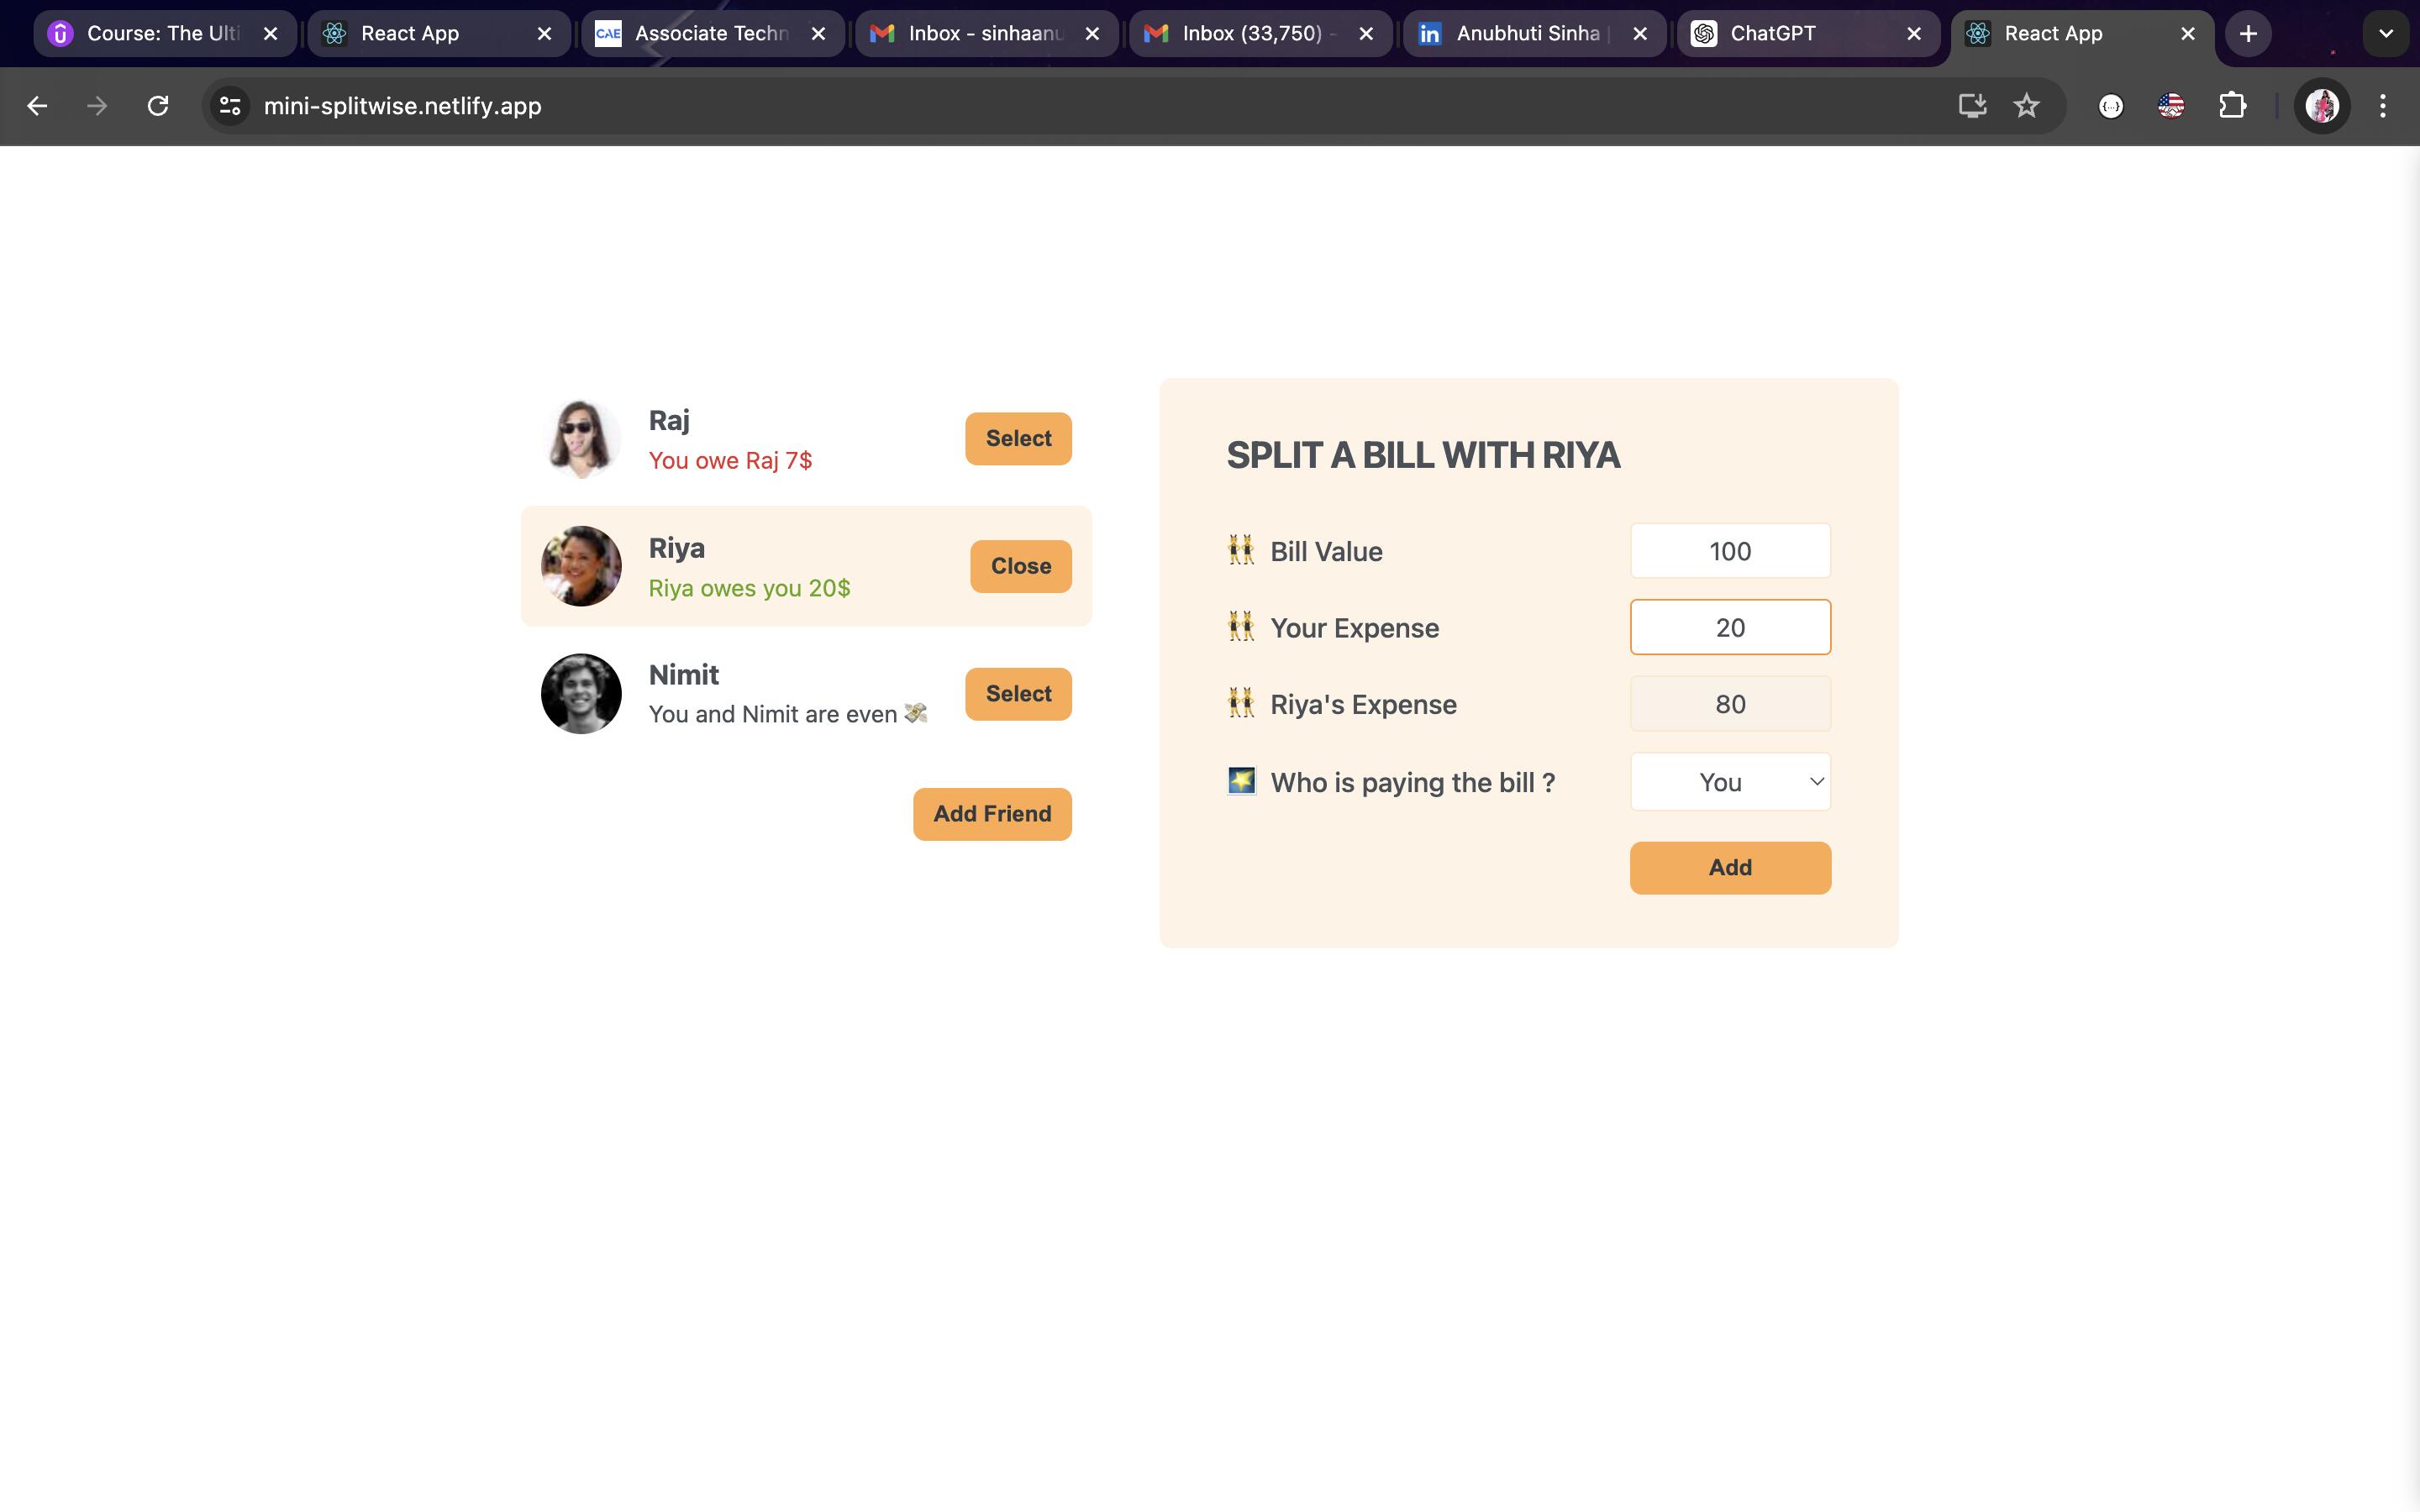 Course: The Ulti
React App
CAE Associate Techn
Inbox - sinhaanu
Inbox (33,750) -
in Anubhuti Sinha |
ChatGPT
React App
mini-splitwise.netlify.app
Raj
You owe Raj 7$
Select
Riya
Riya owes you 20$
Close
Nimit
You and Nimit are even 💸
Select
Add Friend
SPLIT A BILL WITH RIYA
👯 Bill Value
100
👯 Your Expense
20
👯 Riya's Expense
80
🌠 Who is paying the bill ?
You
Add